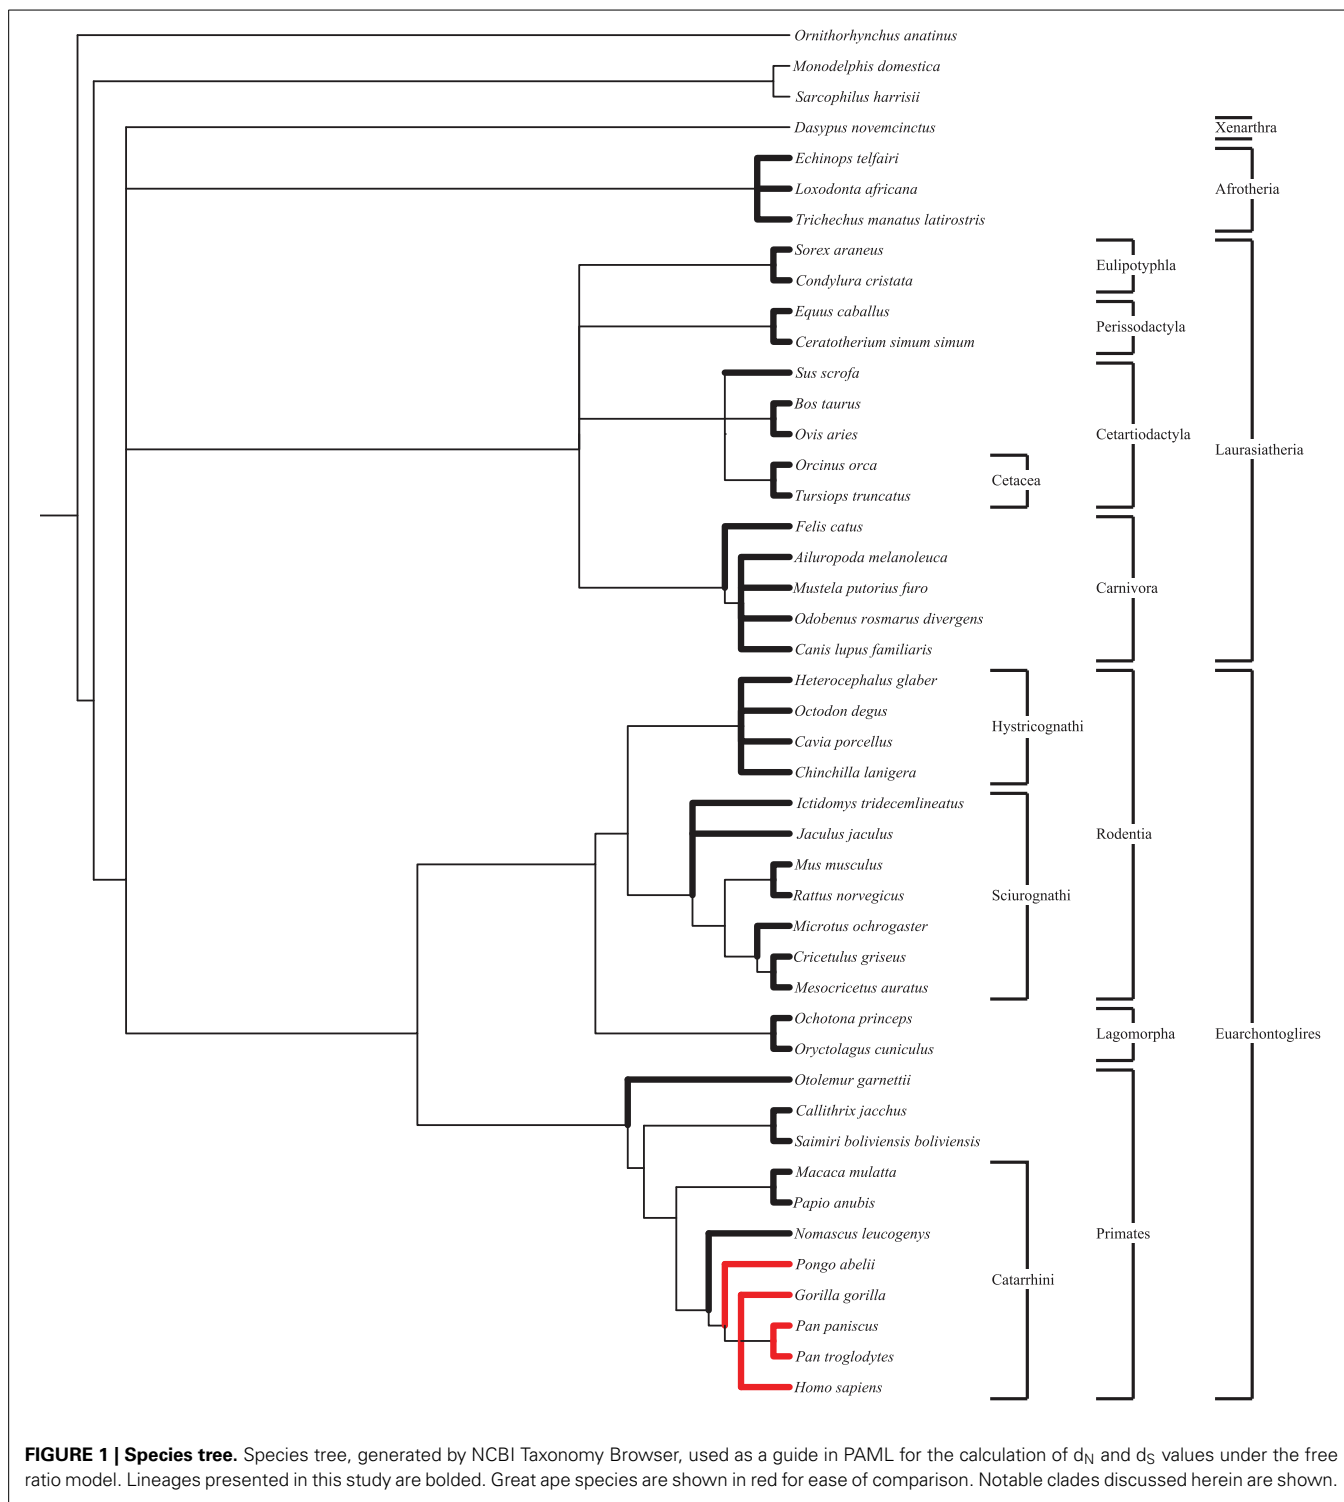 Ornithorhynchus anatinus
Monodelphis domestica
Sarcophilus harrisii
Dasypus novemcinctus
Xenarthra
Echinops telfairi
Loxodonta africana
Afrotheria
Trichechus manatus latirostris
Sorex araneus
Eulipotyphla
Condylura cristata
Equus caballus
Perissodactyla
Ceratotherium simum simum
Sus scrofa
Bos taurus
Ovis aries
Cetartiodactyla
Laurasiatheria
Orcinus orca
Cetacea
Tursiops truncatus
Felis catus
Ailuropoda melanoleuca
Mustela putorius furo
Carnivora
Odobenus rosmarus divergens
Canis lupus familiaris
Heterocephalus glaber
Octodon degus
Hystricognathi
Cavia porcellus
Chinchilla lanigera
Ictidomys tridecemlineatus
Jaculus jaculus
Rodentia
Mus musculus
Rattus norvegicus
Sciurognathi
Microtus ochrogaster
Cricetulus griseus
Mesocricetus auratus
Ochotona princeps
Lagomorpha
Euarchontoglires
Oryctolagus cuniculus
Otolemur garnettii
Callithrix jacchus
Saimiri boliviensis boliviensis
Macaca mulatta
Papio anubis
Nomascus leucogenys
Primates
Pongo abelii
Catarrhini
Gorilla gorilla
Pan paniscus
Pan troglodytes
Homo sapiens
FIGURE 1 | Species tree. Species tree, generated by NCBI Taxonomy Browser, used as a guide in PAML for the calculation of dN and dS values under the free
ratio model. Lineages presented in this study are bolded. Great ape species are shown in red for ease of comparison. Notable clades discussed herein are shown.